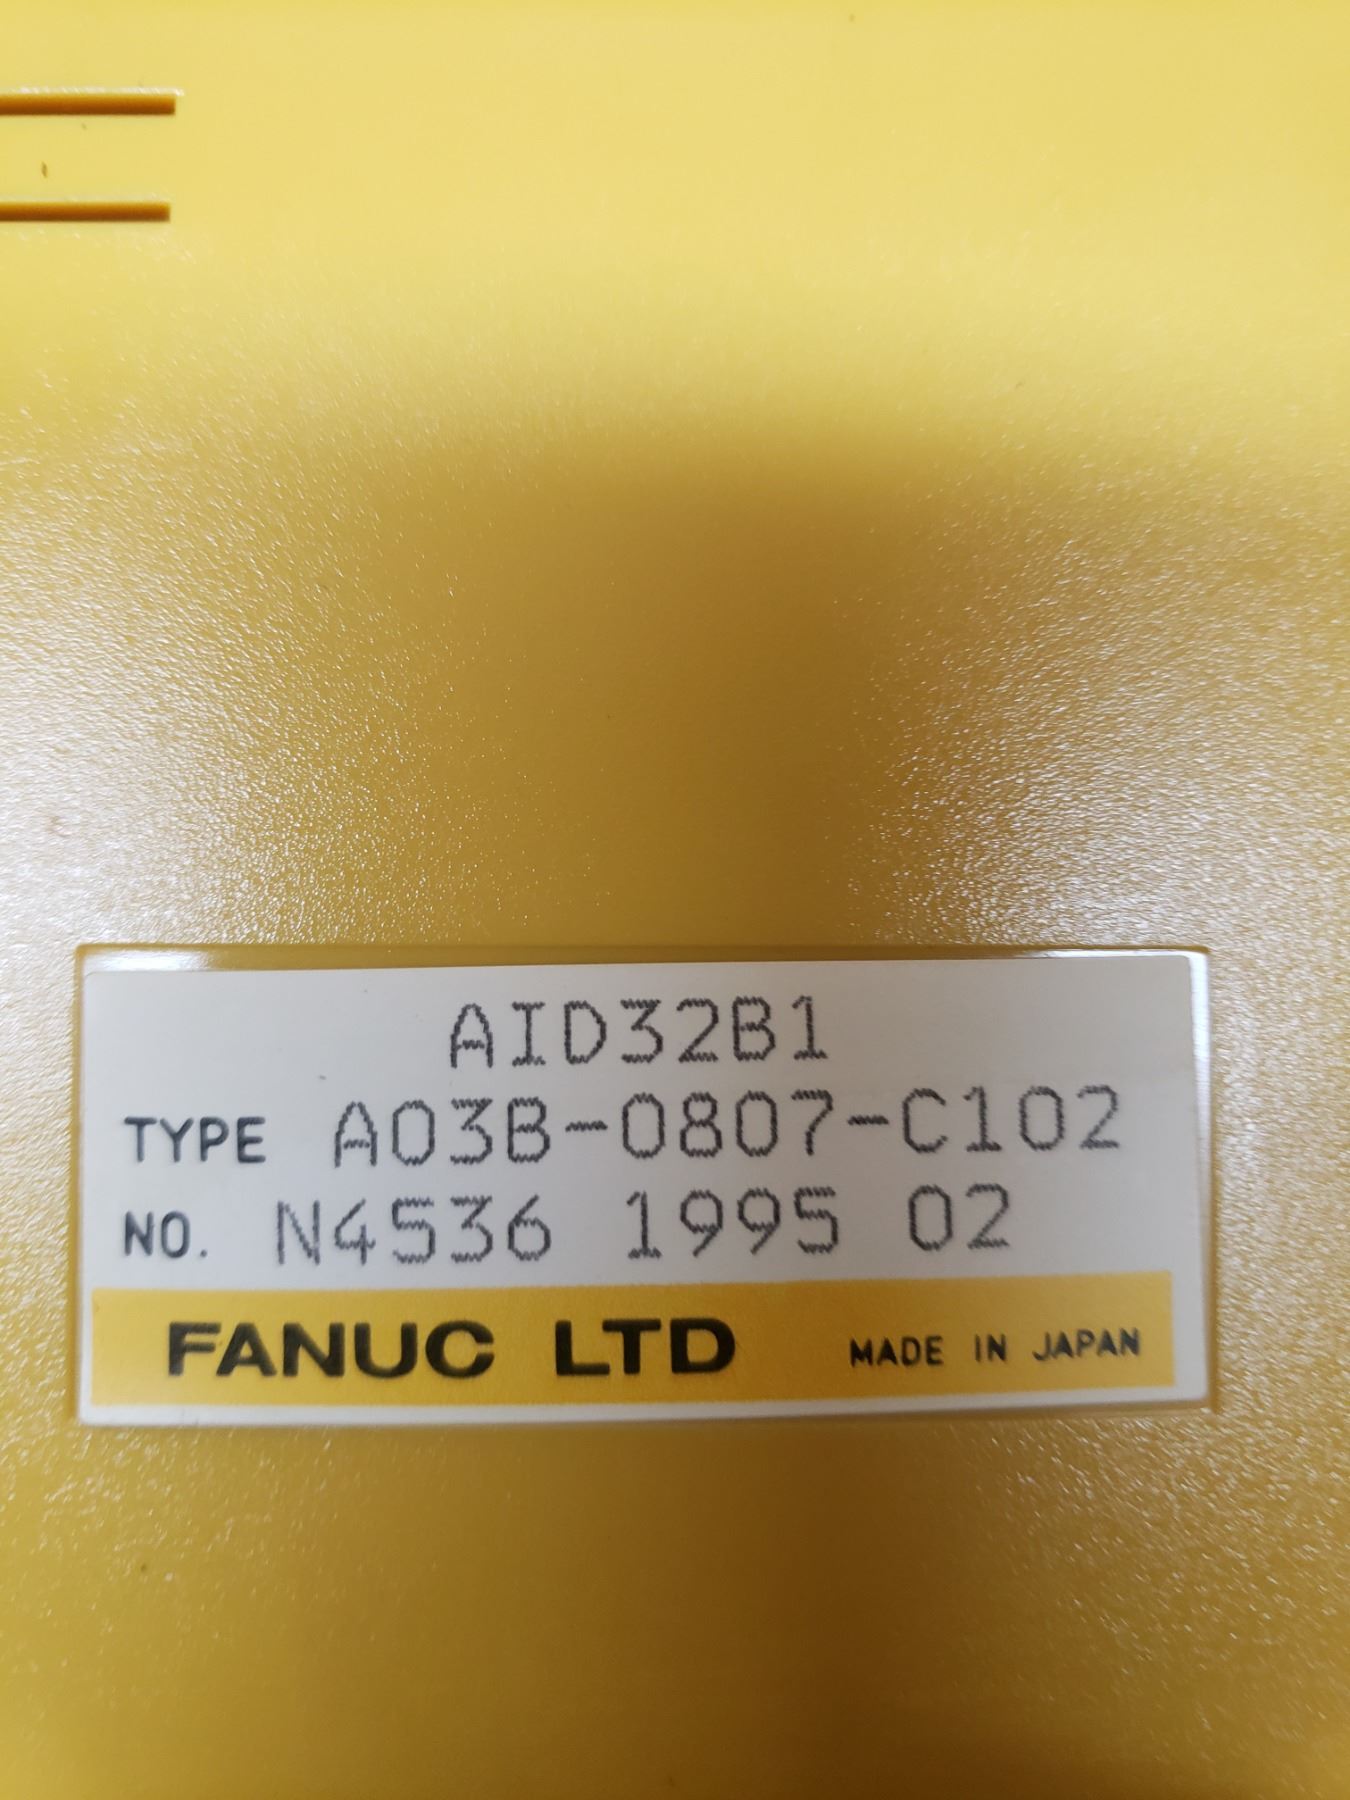 AID32B1
TYPE A03B-0807-C102
NO. N4536 1995 02
FANUC LTD MADE IN JAPAN